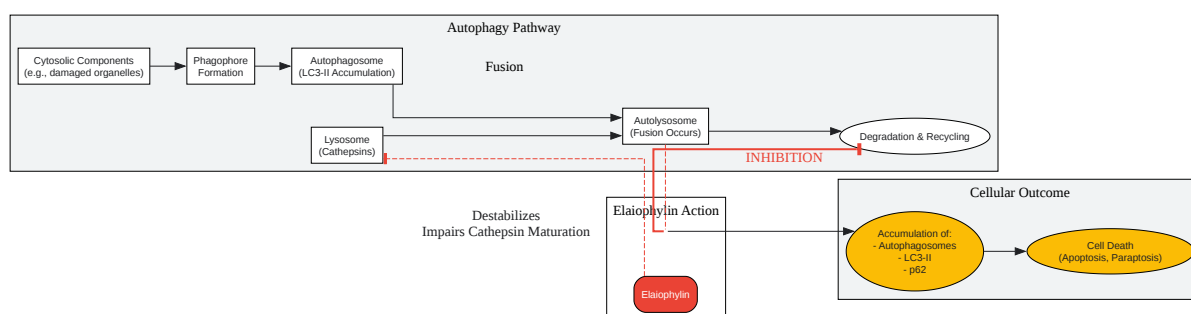 Autophagy Pathway
Cytosolic Components
(e.g., damaged organelles)
Phagophore
Formation
Autophagosome
(LC3-II Accumulation)
Fusion
Lysosome
(Cathepsins)
Autolysosome
(Fusion Occurs)
Degradation & Recycling
INHIBITION
Destabilizes
Impairs Cathepsin Maturation
Elaiophylin Action
Elaiophylin
Cellular Outcome
Accumulation of:
- Autophagosomes
- LC3-II
- p62
Cell Death
(Apoptosis, Paraptosis)